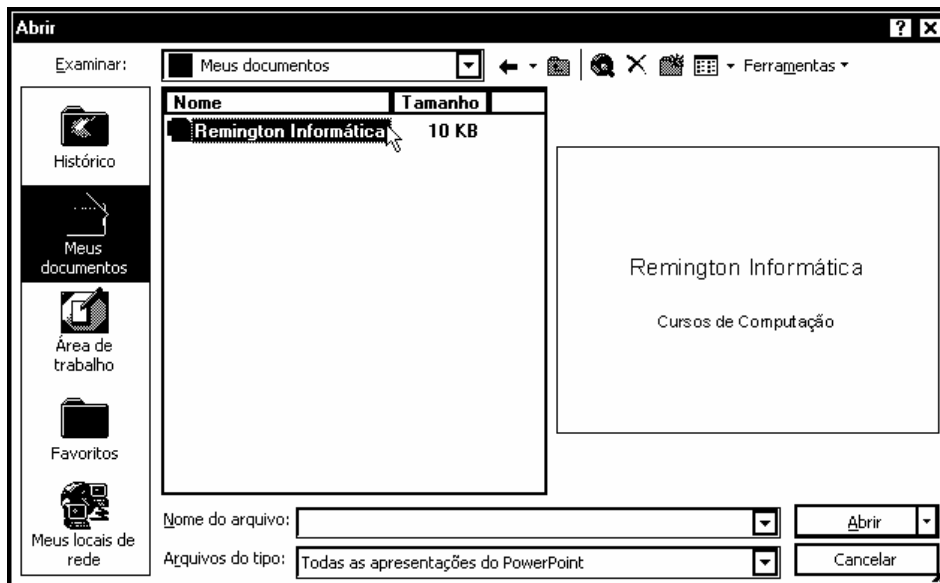 Abrir
Examinar:
Meus documentos
Ferramentas
Histórico
Meus
documentos
Área de
trabalho
Favoritos
Meus locais de
rede
Nome Tamanho
Remington Informática 10 KB
Remington Informática
Cursos de Computação
Nome do arquivo:
Abrir
Arquivos do tipo: Todas as apresentações do PowerPoint
Cancelar